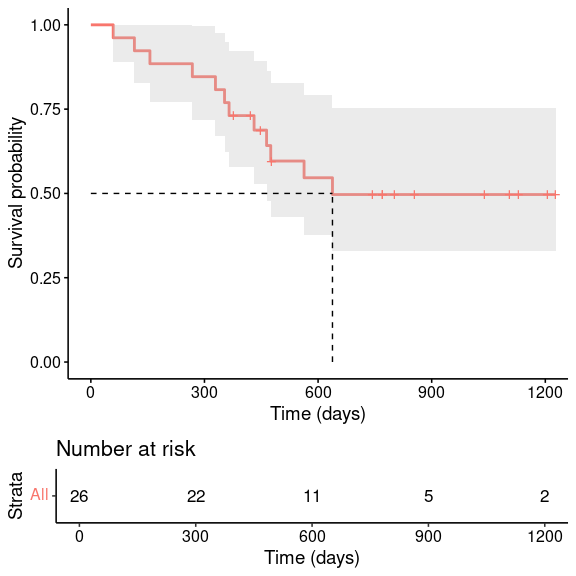 Survival probability
1.00
0.75
0.50
0.25
0.00
0 300 600 900 1200
Time (days)
Number at risk
Strata
All 26 22 11 5 2
0 300 600 900 1200
Time (days)